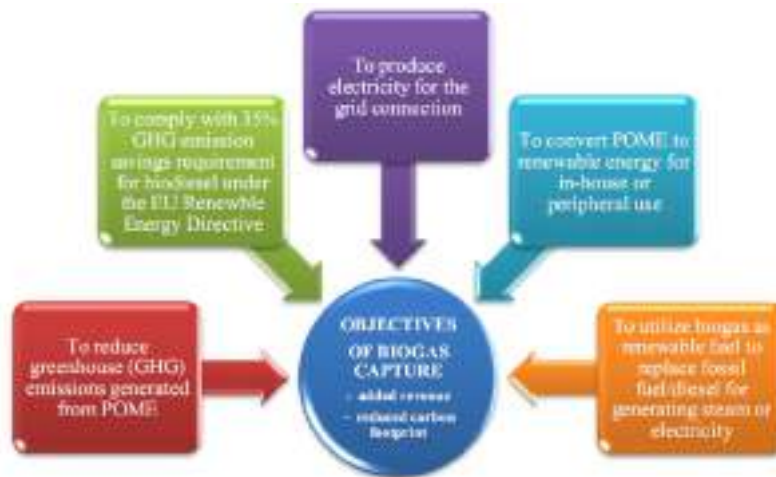 To produce
electricity for the
grid connection
To comply with 35%
GHG emission
savings requirement
for biodiesel under
the EU Renewble
Energy Directive
To convert POME to
renewable energy for
in-house or
peripheral use
To reduce
greenhouse (GHG)
emissions generated
from POME
OBJECTIVES
OF BIOGAS
CAPTURE
- added revenue
- reduced carbon
footprint
To utilize biogas as
renewable fuel to
replace fossil
fuel/diesel for
generating steam or
electricity